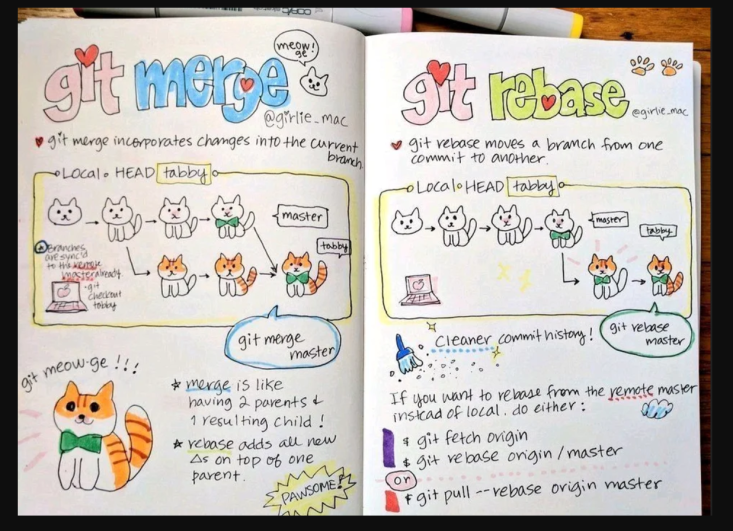 meow!
ge
git merge
@girlie_mac
git merge incorporates changes into the current
branch.
Local • HEAD tabby
master
tabby
Branches
are sync'd
to the remote
master already
• git
checkout
tabby
git merge
master
git meow-ge !!!
merge is like
having 2 parents &
1 resulting child !
rebase adds all new
Δs on top of one
parent.
PAWSOME!
git rebase
@girlie_mac
git rebase moves a branch from one
commit to another.
Local • HEAD tabby
master
tabby
git rebase
master
Cleaner commit history!
If you want to rebase from the remote master
instead of local. do either:
$ git fetch origin
$ git rebase origin/master
or
$ git pull --rebase origin master